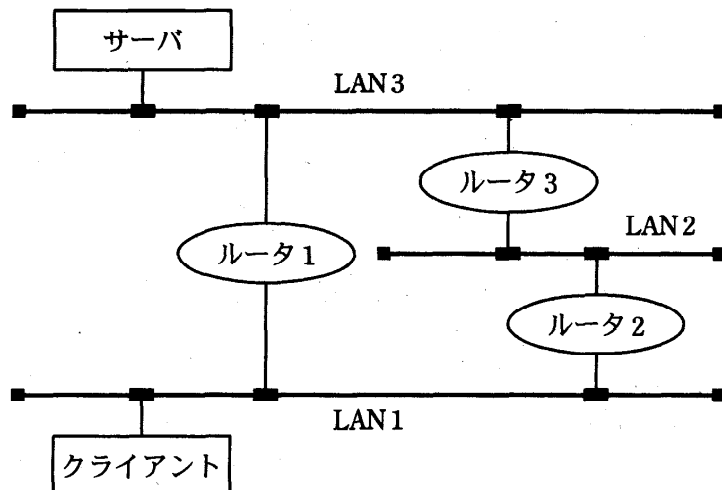 サーバ
LAN3
ルータ3
LAN2
ルータ1
ルータ2
LAN1
クライアント